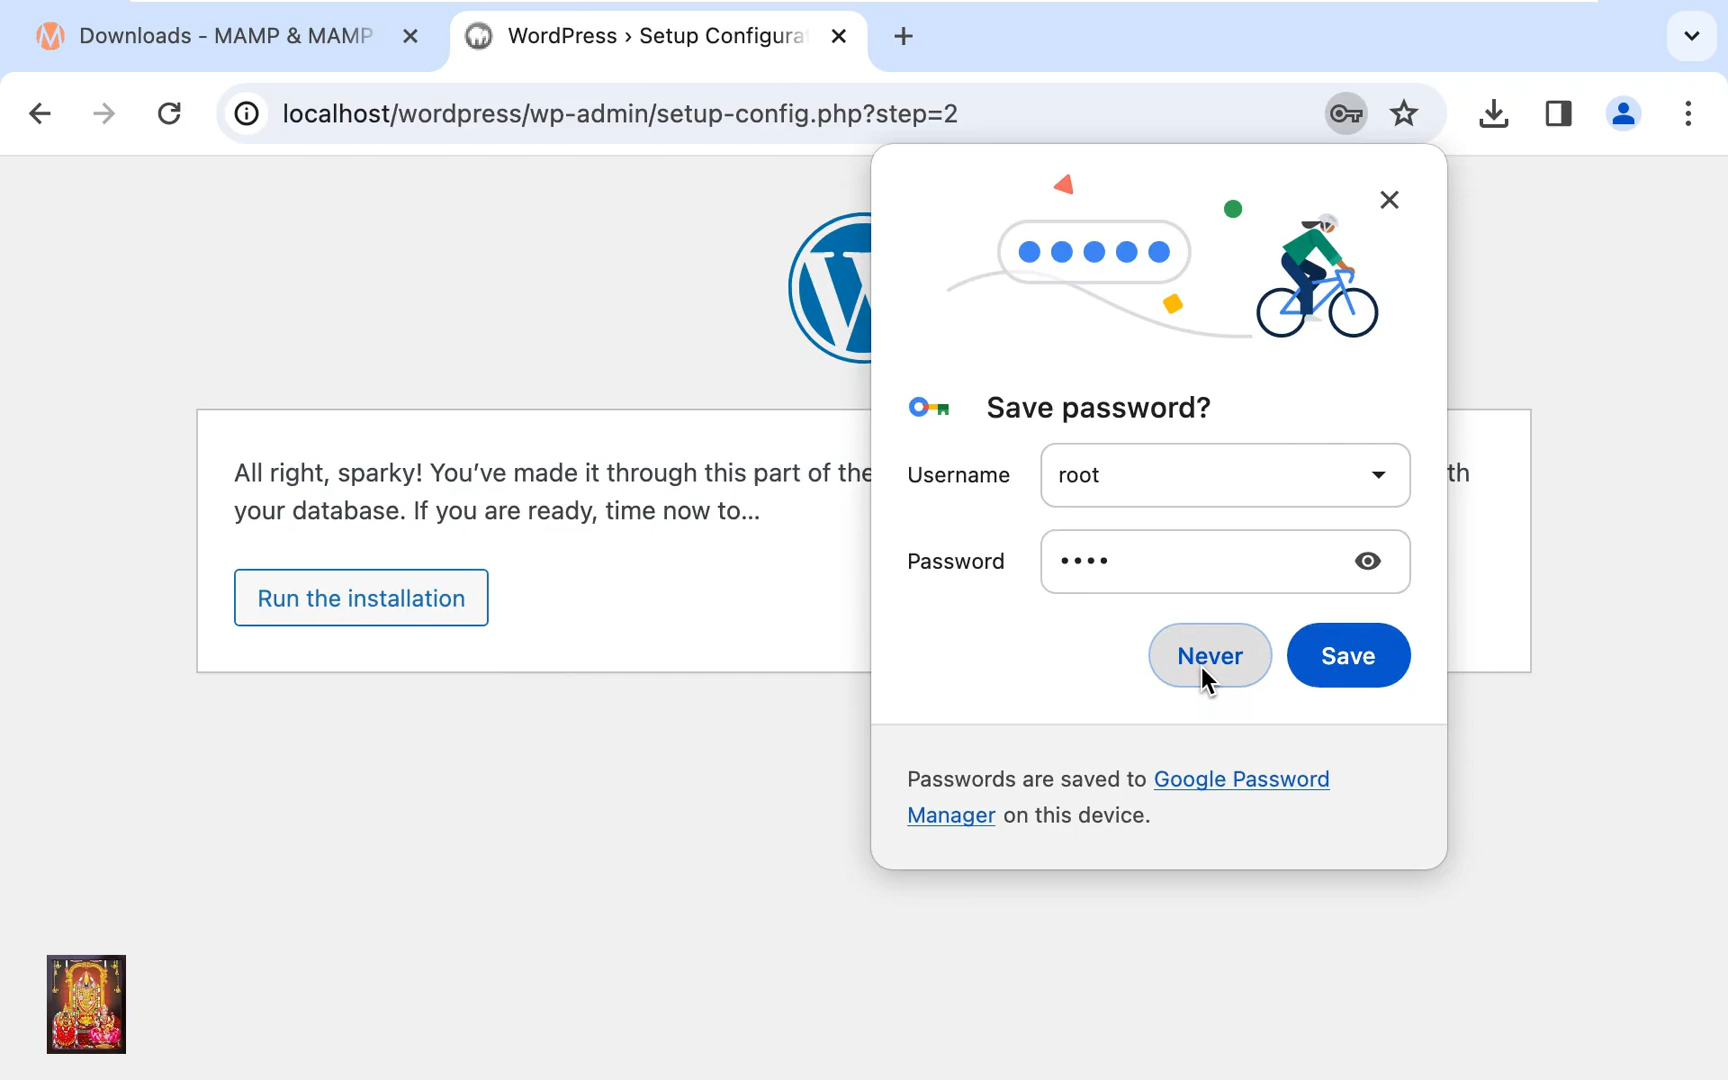 Downloads - MAMP & MAMP
WordPress › Setup Configura
localhost/wordpress/wp-admin/setup-config.php?step=2
Save password?
Username root
Password ••••
Never Save
Passwords are saved to Google Password
Manager on this device.
All right, sparky! You've made it through this part of the
th
your database. If you are ready, time now to...
Run the installation